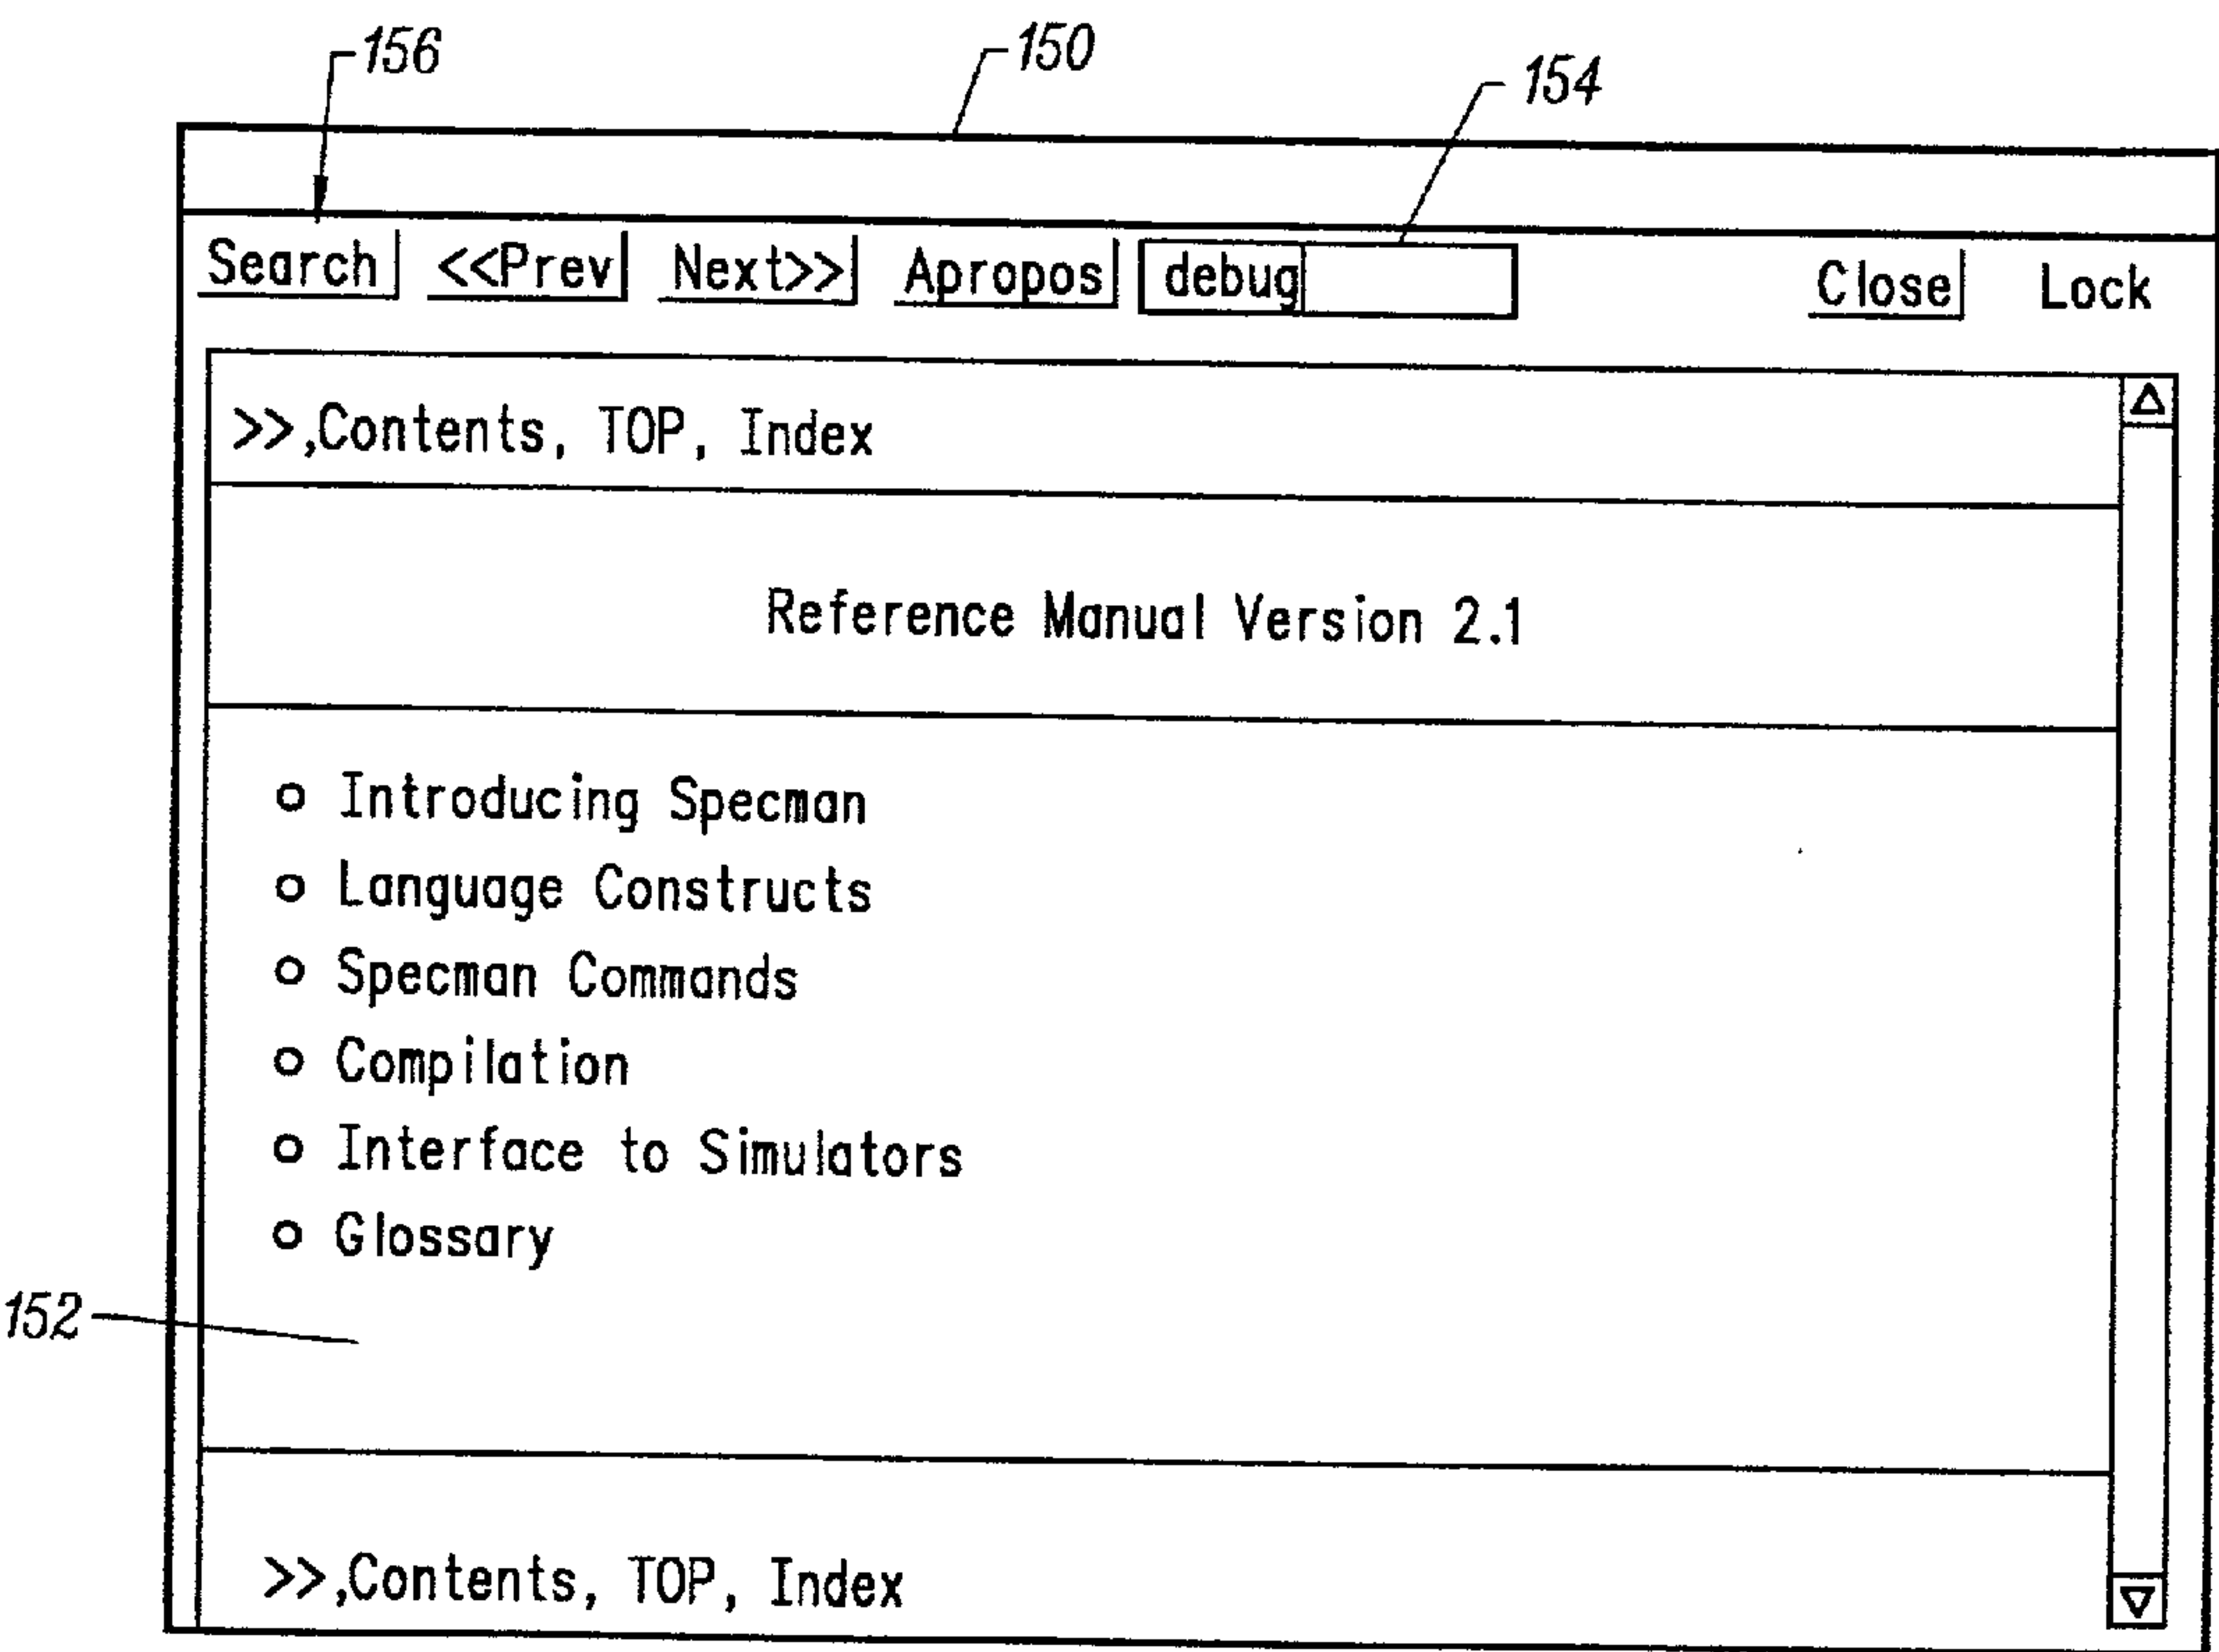 156 150 154
Search <<Prev Next>> Apropos debug Close Lock
>>,Contents, TOP, Index
Reference Manual Version 2.1
o Introducing Specman
o Language Constructs
o Specman Commands
o Compilation
o Interface to Simulators
o Glossary
152
>>,Contents, TOP, Index